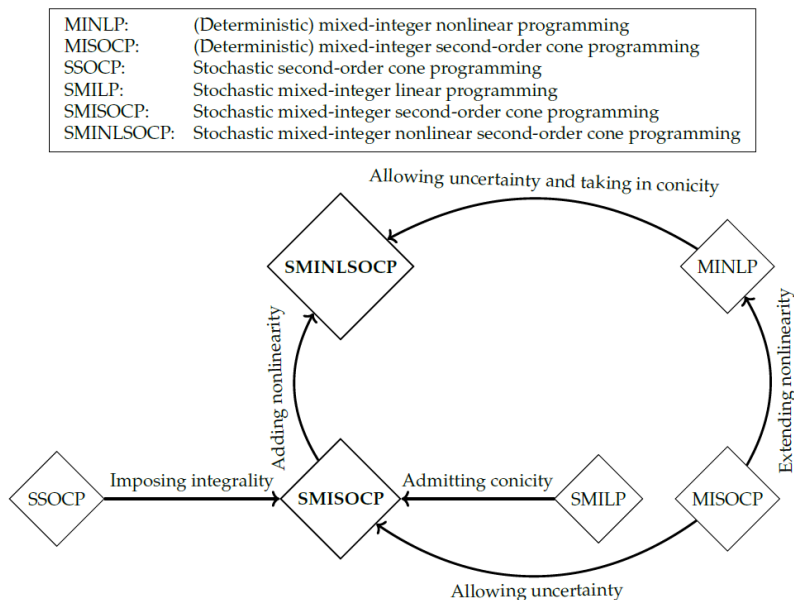 MINLP: (Deterministic) mixed-integer nonlinear programming
MISOCP: (Deterministic) mixed-integer second-order cone programming
SSOCP: Stochastic second-order cone programming
SMILP: Stochastic mixed-integer linear programming
SMISOCP: Stochastic mixed-integer second-order cone programming
SMINLSOCP: Stochastic mixed-integer nonlinear second-order cone programming
Allowing uncertainty and taking in conicity
SMINLSOCP
MINLP
Adding nonlinearity
Extending nonlinearity
SSOCP
Imposing integrality
SMISOCP
Admitting conicity
SMILP
MISOCP
Allowing uncertainty